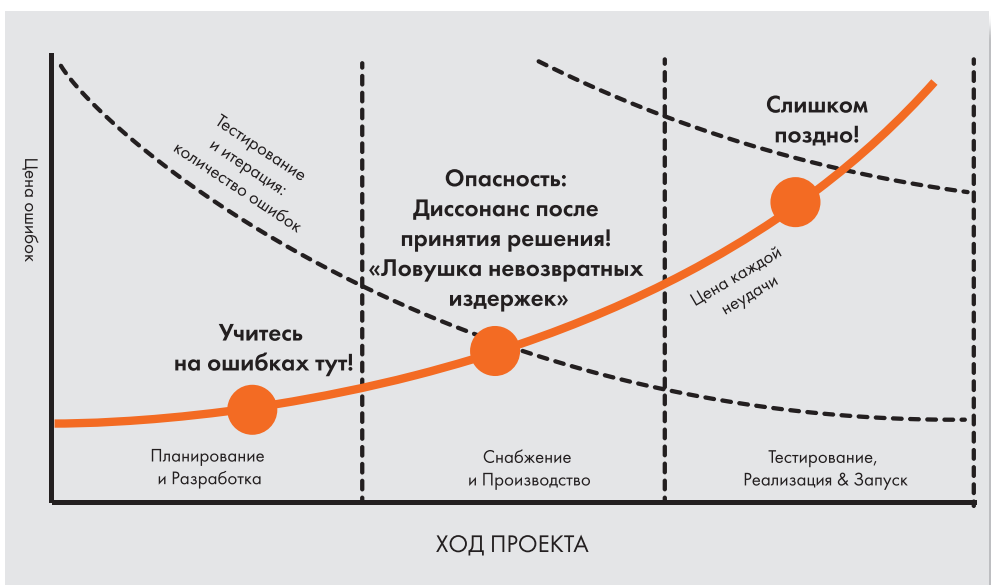 Слишком
поздно!
Тестирование
и итерация:
количество ошибок
Опасность:
Диссонанс после
принятия решения!
«Ловушка невозвратных
издержек»
Цена ошибок
Цена каждой
неудачи
Учитесь
на ошибках тут!
Планирование
и Разработка
Снабжение
и Производство
Тестирование,
Реализация & Запуск
ХОД ПРОЕКТА